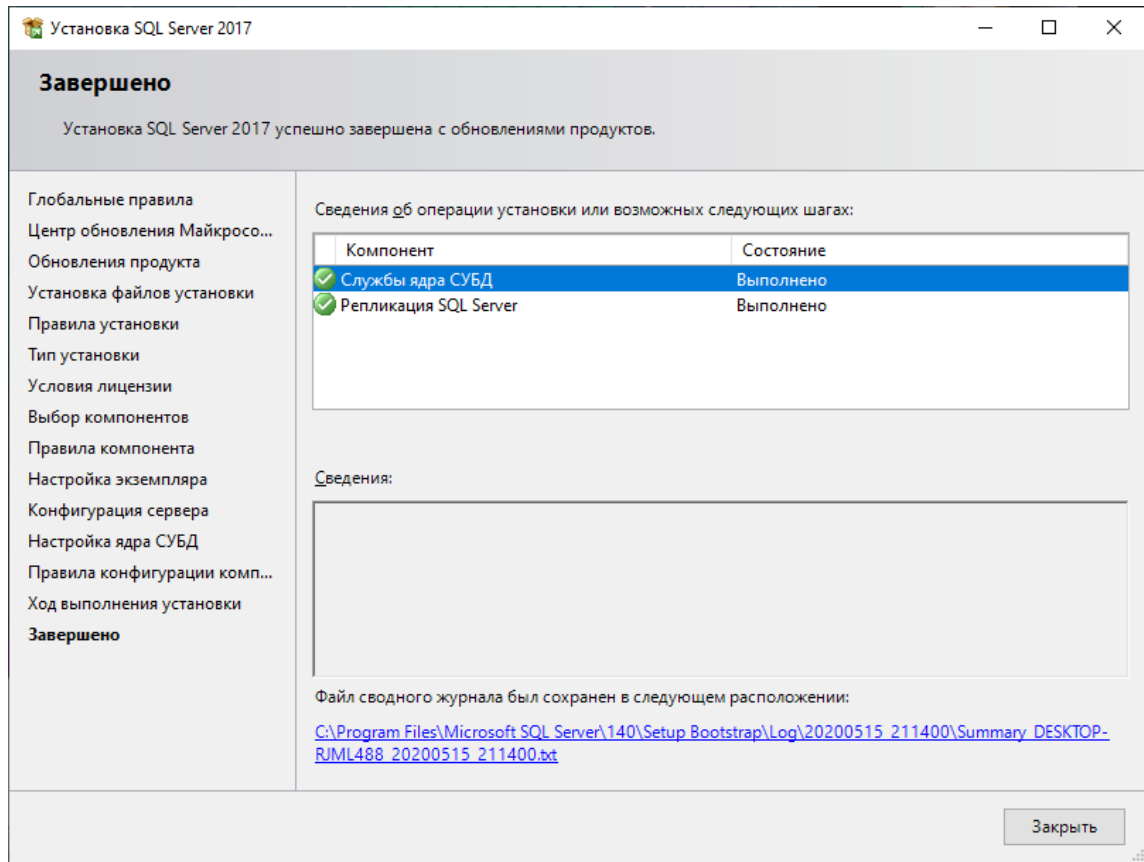 Установка SQL Server 2017
Завершено
Установка SQL Server 2017 успешно завершена с обновлениями продуктов.
Глобальные правила
Центр обновления Майкросо...
Обновления продукта
Установка файлов установки
Правила установки
Тип установки
Условия лицензии
Выбор компонентов
Правила компонента
Настройка экземпляра
Конфигурация сервера
Настройка ядра СУБД
Правила конфигурации комп...
Ход выполнения установки
Завершено
Сведения об операции установки или возможных следующих шагах:
Компонент Состояние
Службы ядра СУБД Выполнено
Репликация SQL Server Выполнено
Сведения:
Файл сводного журнала был сохранен в следующем расположении:
C:\Program Files\Microsoft SQL Server\140\Setup Bootstrap\Log\20200515_211400\Summary_DESKTOP-
RJML488_20200515_211400.txt
Закрыть